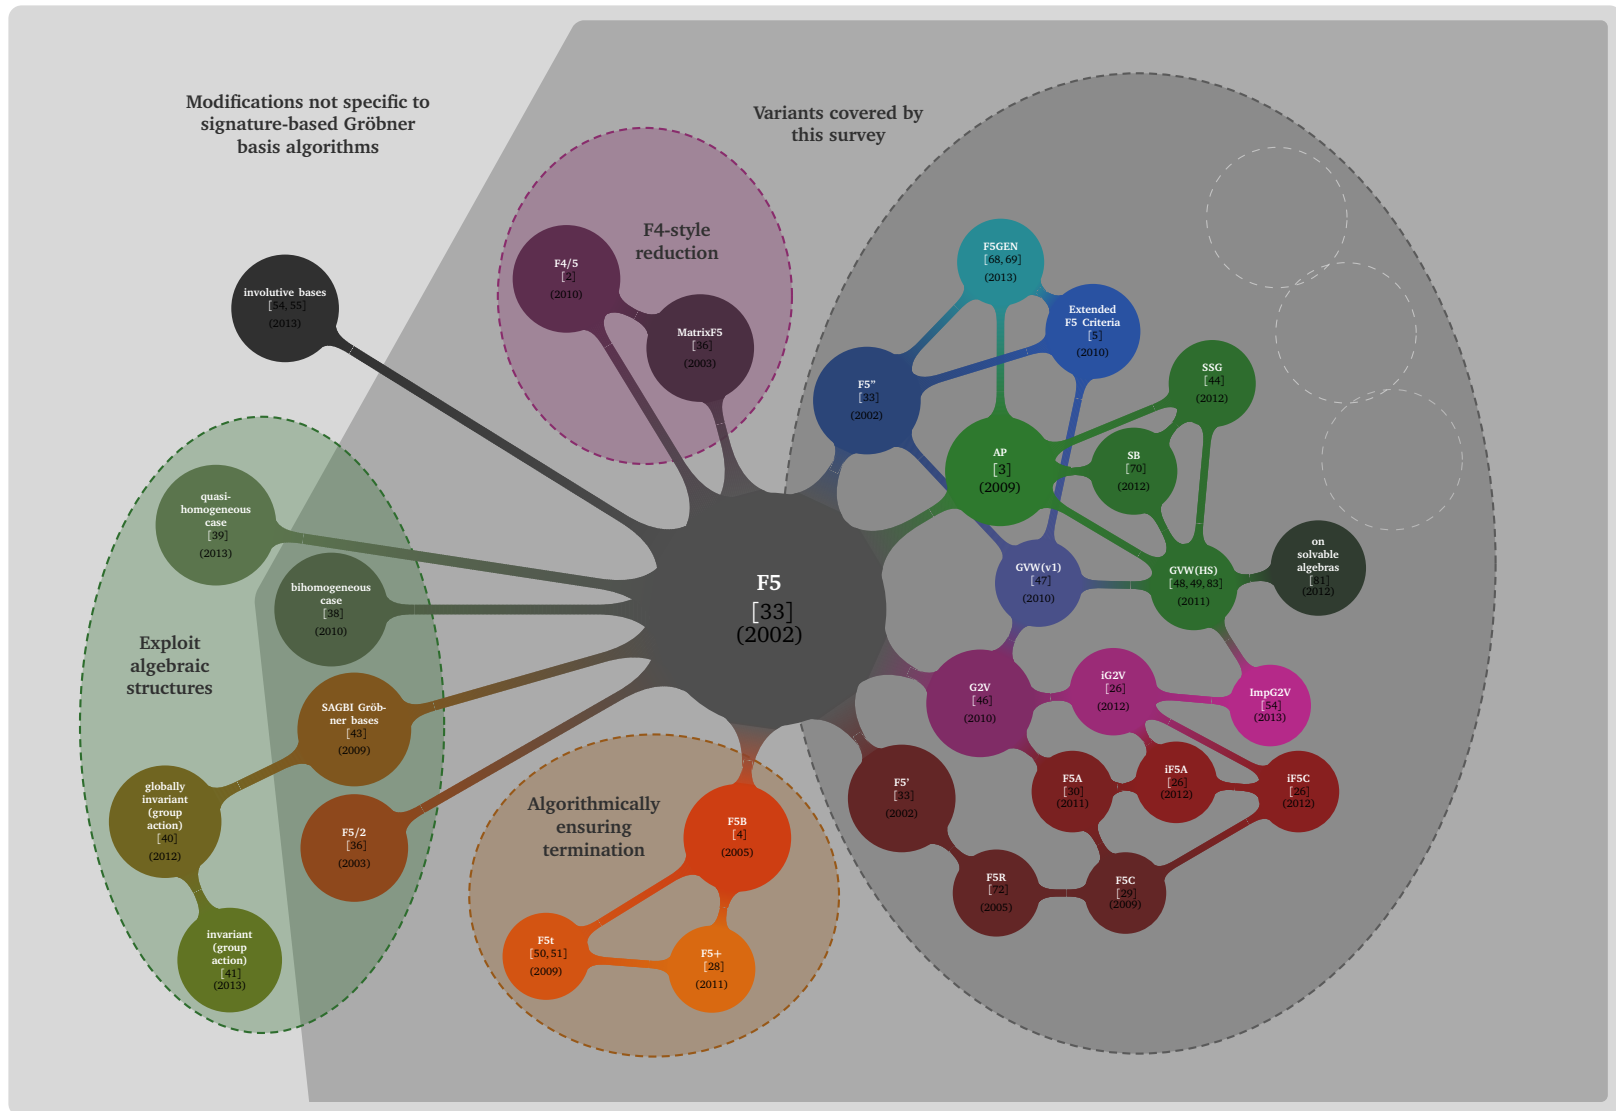 Modifications not specific to
signature-based Gröbner
basis algorithms
Variants covered by
this survey
F4-style
reduction
F4/5
[2]
(2010)
MatrixF5
[36]
(2003)
involutive bases
[54, 55]
(2013)
quasi-
homogeneous
case
[39]
(2013)
bihomogeneous
case
[38]
(2010)
Exploit
algebraic
structures
SAGBI Gröb-
ner bases
[43]
(2009)
globally
invariant
(group
action)
[40]
(2012)
F5/2
[36]
(2003)
invariant
(group
action)
[41]
(2013)
F5
[33]
(2002)
Algorithmically
ensuring
termination
F5B
[4]
(2005)
F5t
[50, 51]
(2009)
F5+
[28]
(2011)
F5GEN
[68, 69]
(2013)
Extended
F5 Criteria
[5]
(2010)
F5”
[33]
(2002)
SSG
[44]
(2012)
AP
[3]
(2009)
SB
[70]
(2012)
GVW(v1)
[47]
(2010)
GVW(HS)
[48, 49, 83]
(2011)
on
solvable
algebras
[81]
(2012)
G2V
[46]
(2010)
iG2V
[26]
(2012)
ImpG2V
[54]
(2013)
F5’
[33]
(2002)
F5A
[30]
(2011)
iF5A
[26]
(2012)
iF5C
[26]
(2012)
F5R
[72]
(2005)
F5C
[29]
(2009)